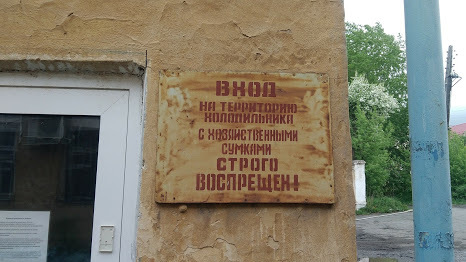 ВХОД
НА ТЕРРИТОРИЮ
ХОЛОДИЛЬНИКА
С ХОЗЯЙСТВЕННЫМИ
СУМКАМИ
СТРОГО
ВОСПРЕЩЕН!